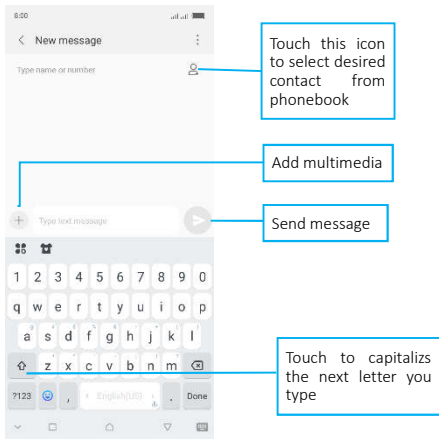 8:00
New message
Type name or number
Touch this icon
to select desired
contact from
phonebook
Add multimedia
Type text message
Send message
1 2 3 4 5 6 7 8 9 0
q w e r t y u i o p
a s d f g h j k l
z x c v b n m
Touch to capitalizs
the next letter you
type
?123 , English(US) . Done